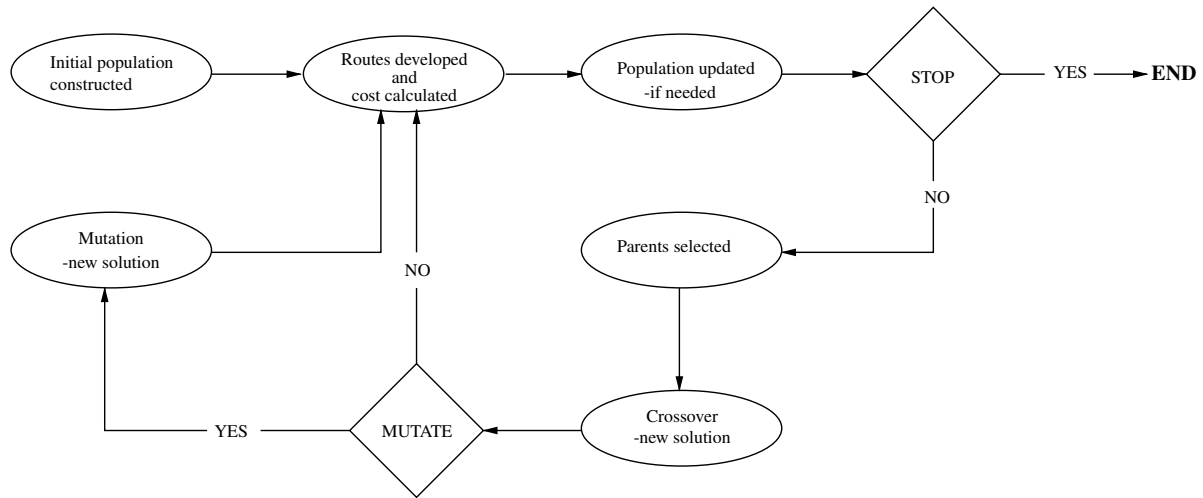 Initial population
constructed
Routes developed
and
cost calculated
Population updated
-if needed
STOP
YES
END
NO
Mutation
-new solution
Parents selected
NO
YES
MUTATE
Crossover
-new solution